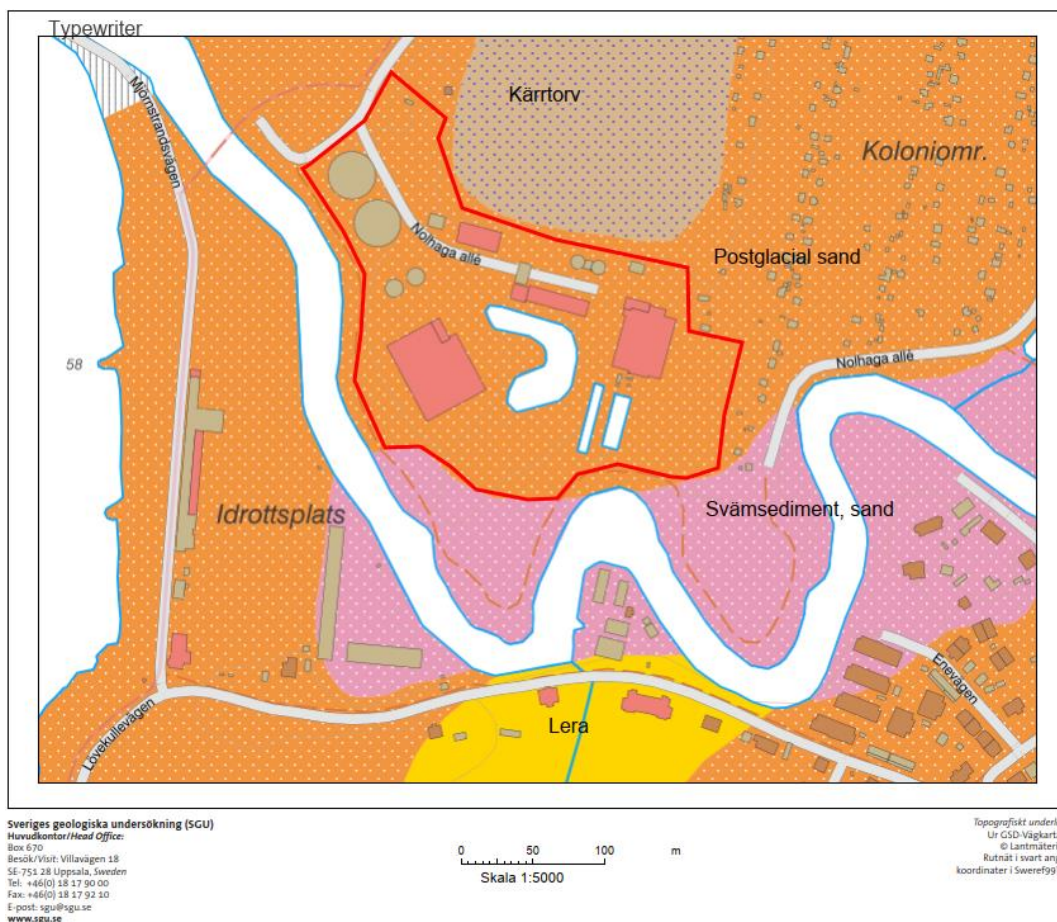 Typewriter
Mjörnstrandsvägen
Kärrtorv
Koloniomr.
Nolhaga allé
Postglacial sand
Nolhaga allé
58
Idrottsplats
Svämsediment, sand
Enevägen
Lövekullevägen
Lera
Sveriges geologiska undersökning (SGU)
Huvudkontor/Head Office:
Box 670
Besök/Visit: Villavägen 18
SE-751 28 Uppsala, Sweden
Tel: +46(0) 18 17 90 00
Fax: +46(0) 18 17 92 10
E-post: sgu@sgu.se
www.sgu.se
0 50 100 m
Skala 1:5000
Topografiskt underl
Ur GSD-Vägkart
© Lantmäteri
Rutnät i svart ang
koordinater i Sweref99